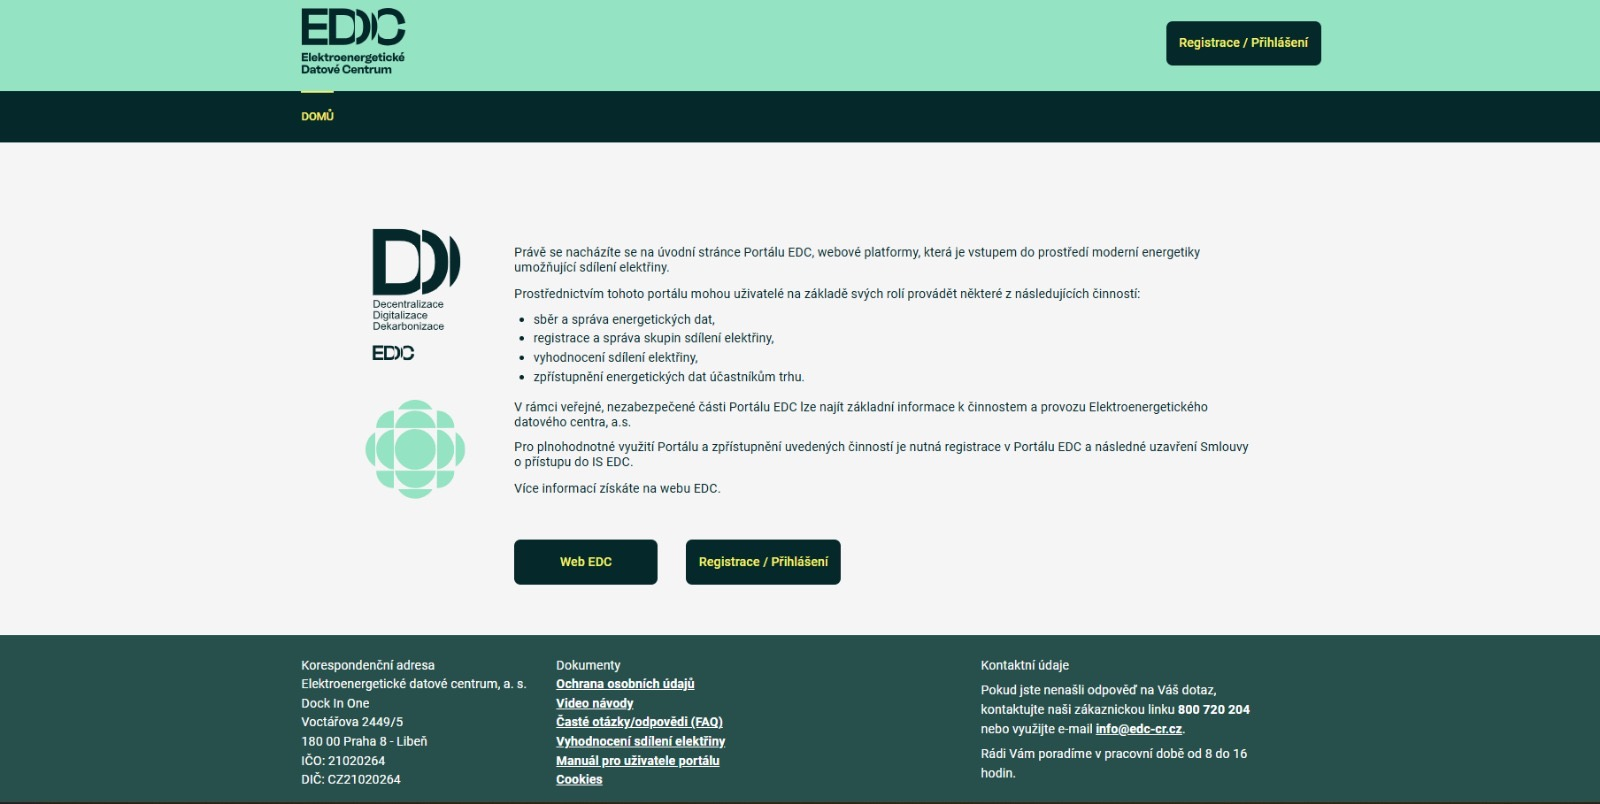 EDC
Elektroenergetické
Datové Centrum
Registrace / Přihlášení
DOMŮ
D
Decentralizace
Digitalizace
Dekarbonizace
EDC
Právě se nacházíte se na úvodní stránce Portálu EDC, webové platformy, která je vstupem do prostředí moderní energetiky
umožňující sdílení elektřiny.
Prostřednictvím tohoto portálu mohou uživatelé na základě svých rolí provádět některé z následujících činností:
• sběr a správa energetických dat,
• registrace a správa skupin sdílení elektřiny,
• vyhodnocení sdílení elektřiny,
• zpřístupnění energetických dat účastníkům trhu.
V rámci veřejné, nezabezpečené části Portálu EDC lze najít základní informace k činnostem a provozu Elektroenergetického
datového centra, a.s.
Pro plnohodnotné využití Portálu a zpřístupnění uvedených činností je nutná registrace v Portálu EDC a následné uzavření Smlouvy
o přístupu do IS EDC.
Více informací získáte na webu EDC.
Web EDC
Registrace / Přihlášení
Korespondenční adresa
Elektroenergetické datové centrum, a. s.
Dock In One
Voctářova 2449/5
180 00 Praha 8 - Libeň
IČO: 21020264
DIČ: CZ21020264
Dokumenty
Ochrana osobních údajů
Video návody
Časté otázky/odpovědi (FAQ)
Vyhodnocení sdílení elektřiny
Manuál pro uživatele portálu
Cookies
Kontaktní údaje
Pokud jste nenašli odpověď na Váš dotaz,
kontaktujte naši zákaznickou linku 800 720 204
nebo využijte e-mail info@edc-cr.cz.
Rádi Vám poradíme v pracovní době od 8 do 16
hodin.